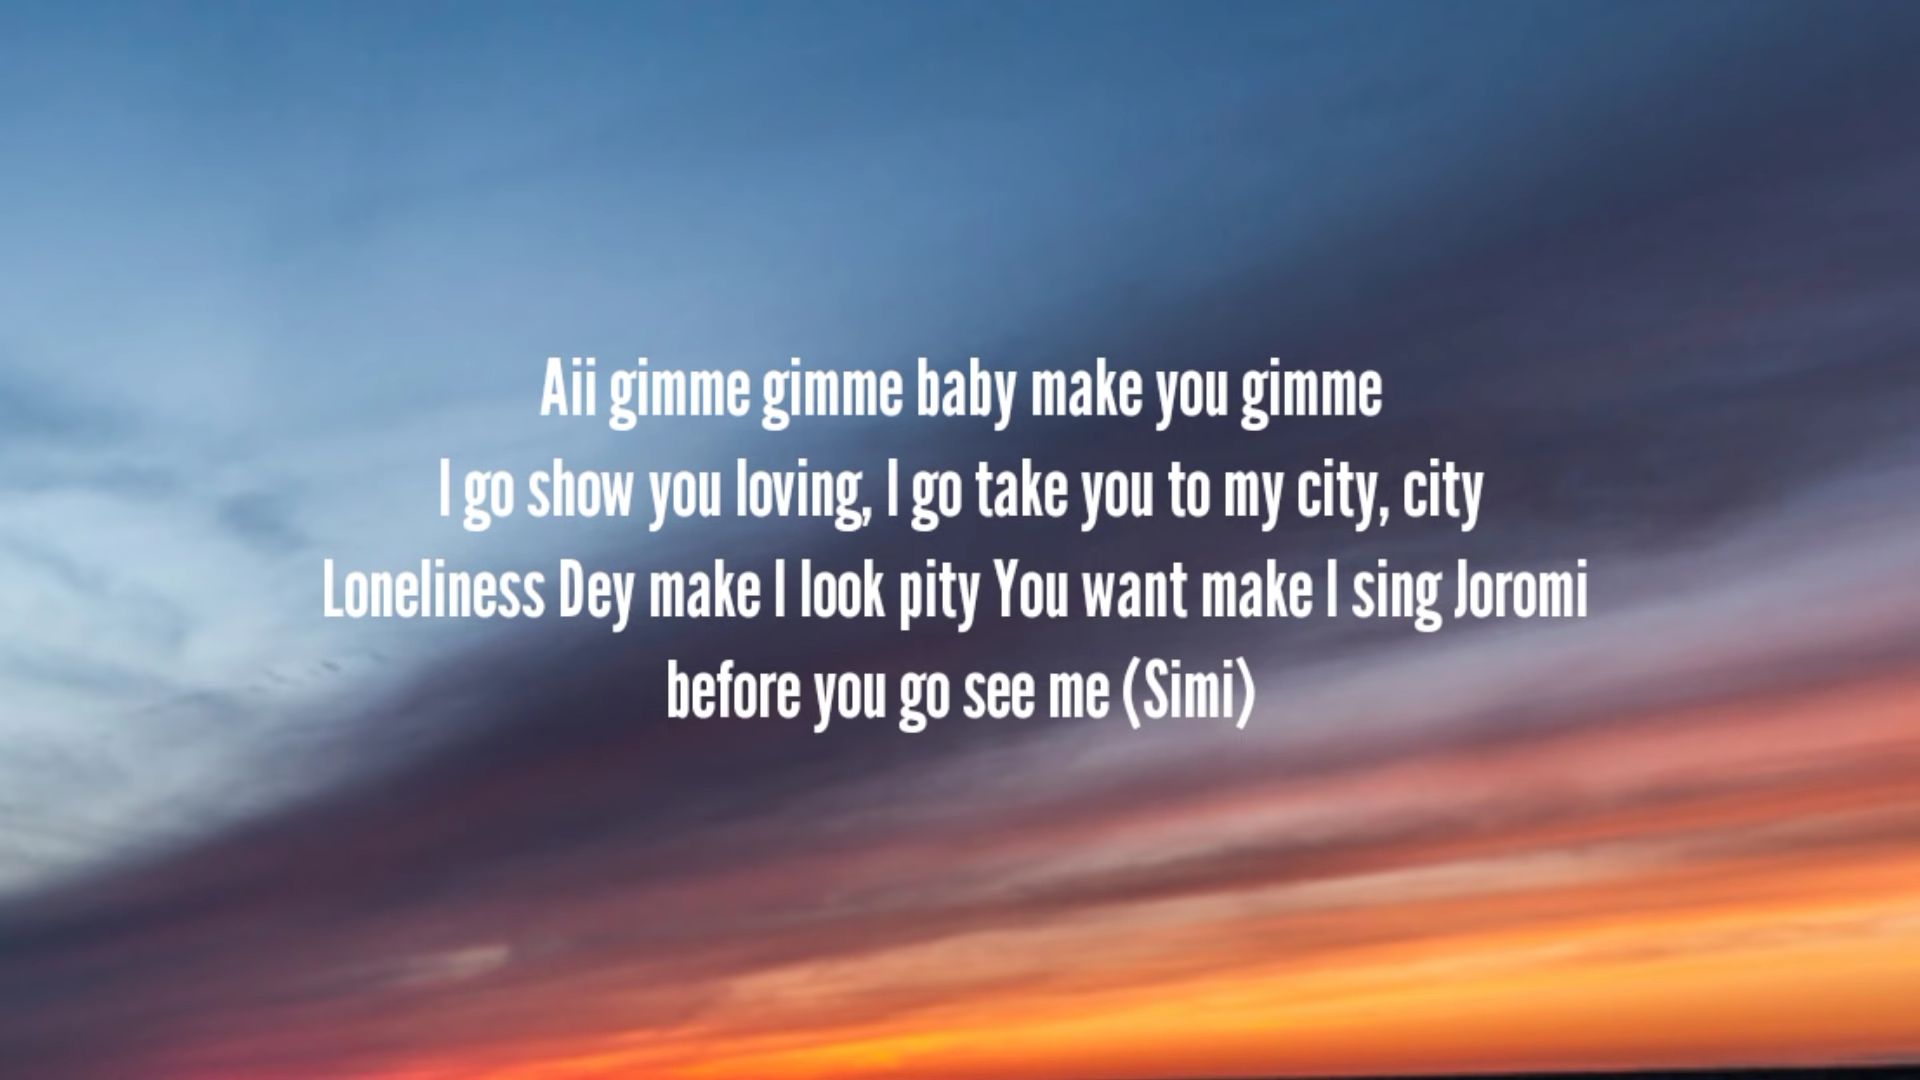 Aii gimme gimme baby make you gimme
I go show you loving, I go take you to my city, city
Loneliness Dey make I look pity You want make I sing Joromi
before you go see me (Simi)